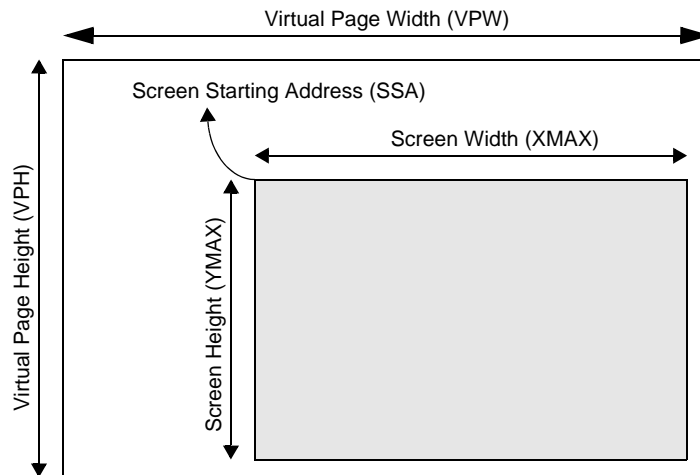 Virtual Page Width (VPW)
Screen Starting Address (SSA)
Screen Width (XMAX)
Virtual Page Height (VPH)
Screen Height (YMAX)